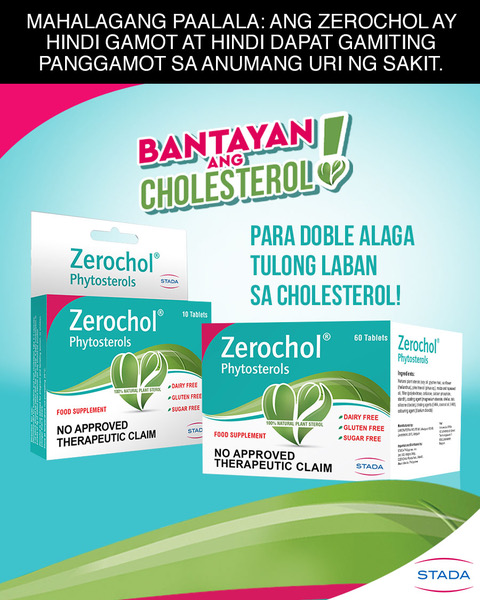 MAHALAGANG PAALALA: ANG ZEROCHOL AY
HINDI GAMOT AT HINDI DAPAT GAMITING
PANGGAMOT SA ANUMANG URI NG SAKIT.
BANTAYAN
ANG
CHOLESTEROL!
PARA DOBLE ALAGA
TULONG LABAN
SA CHOLESTEROL!
Zerochol®
Phytosterols
STADA
Zerochol®
10 Tablets
Phytosterols
100% NATURAL PLANT STEROL
DAIRY FREE
GLUTEN FREE
SUGAR FREE
FOOD SUPPLEMENT
NO APPROVED
THERAPEUTIC CLAIM
STADA
Zerochol®
60 Tablets
Phytosterols
100% NATURAL PLANT STEROL
DAIRY FREE
GLUTEN FREE
SUGAR FREE
FOOD SUPPLEMENT
NO APPROVED
THERAPEUTIC CLAIM
STADA
Zerochol®
Phytosterols
Ingredients:
STADA